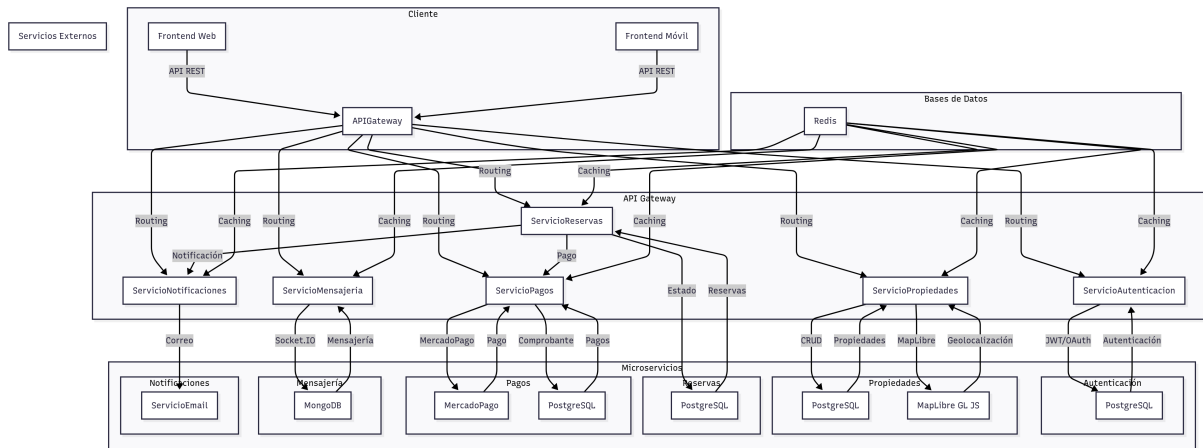 Cliente
Servicios Externos
Frontend Web
Frontend Móvil
API REST
API REST
Bases de Datos
APIGateway
Redis
Routing
Caching
API Gateway
Routing
Caching
Routing
Caching
Routing
ServicioReservas
Caching
Routing
Caching
Routing
Caching
Notificación
Pago
ServicioNotificaciones
ServicioMensajeria
ServicioPagos
Estado
Reservas
ServicioPropiedades
ServicioAutenticacion
Correo
Socket.IO
Mensajería
MercadoPago
Pago
Comprobante
Pagos
CRUD
Propiedades
MapLibre
Geolocalización
JWT/OAuth
Autenticación
Microservicios
Notificaciones
Mensajería
Pagos
Reservas
Propiedades
Autenticación
ServicioEmail
MongoDB
MercadoPago
PostgreSQL
PostgreSQL
PostgreSQL
MapLibre GL JS
PostgreSQL